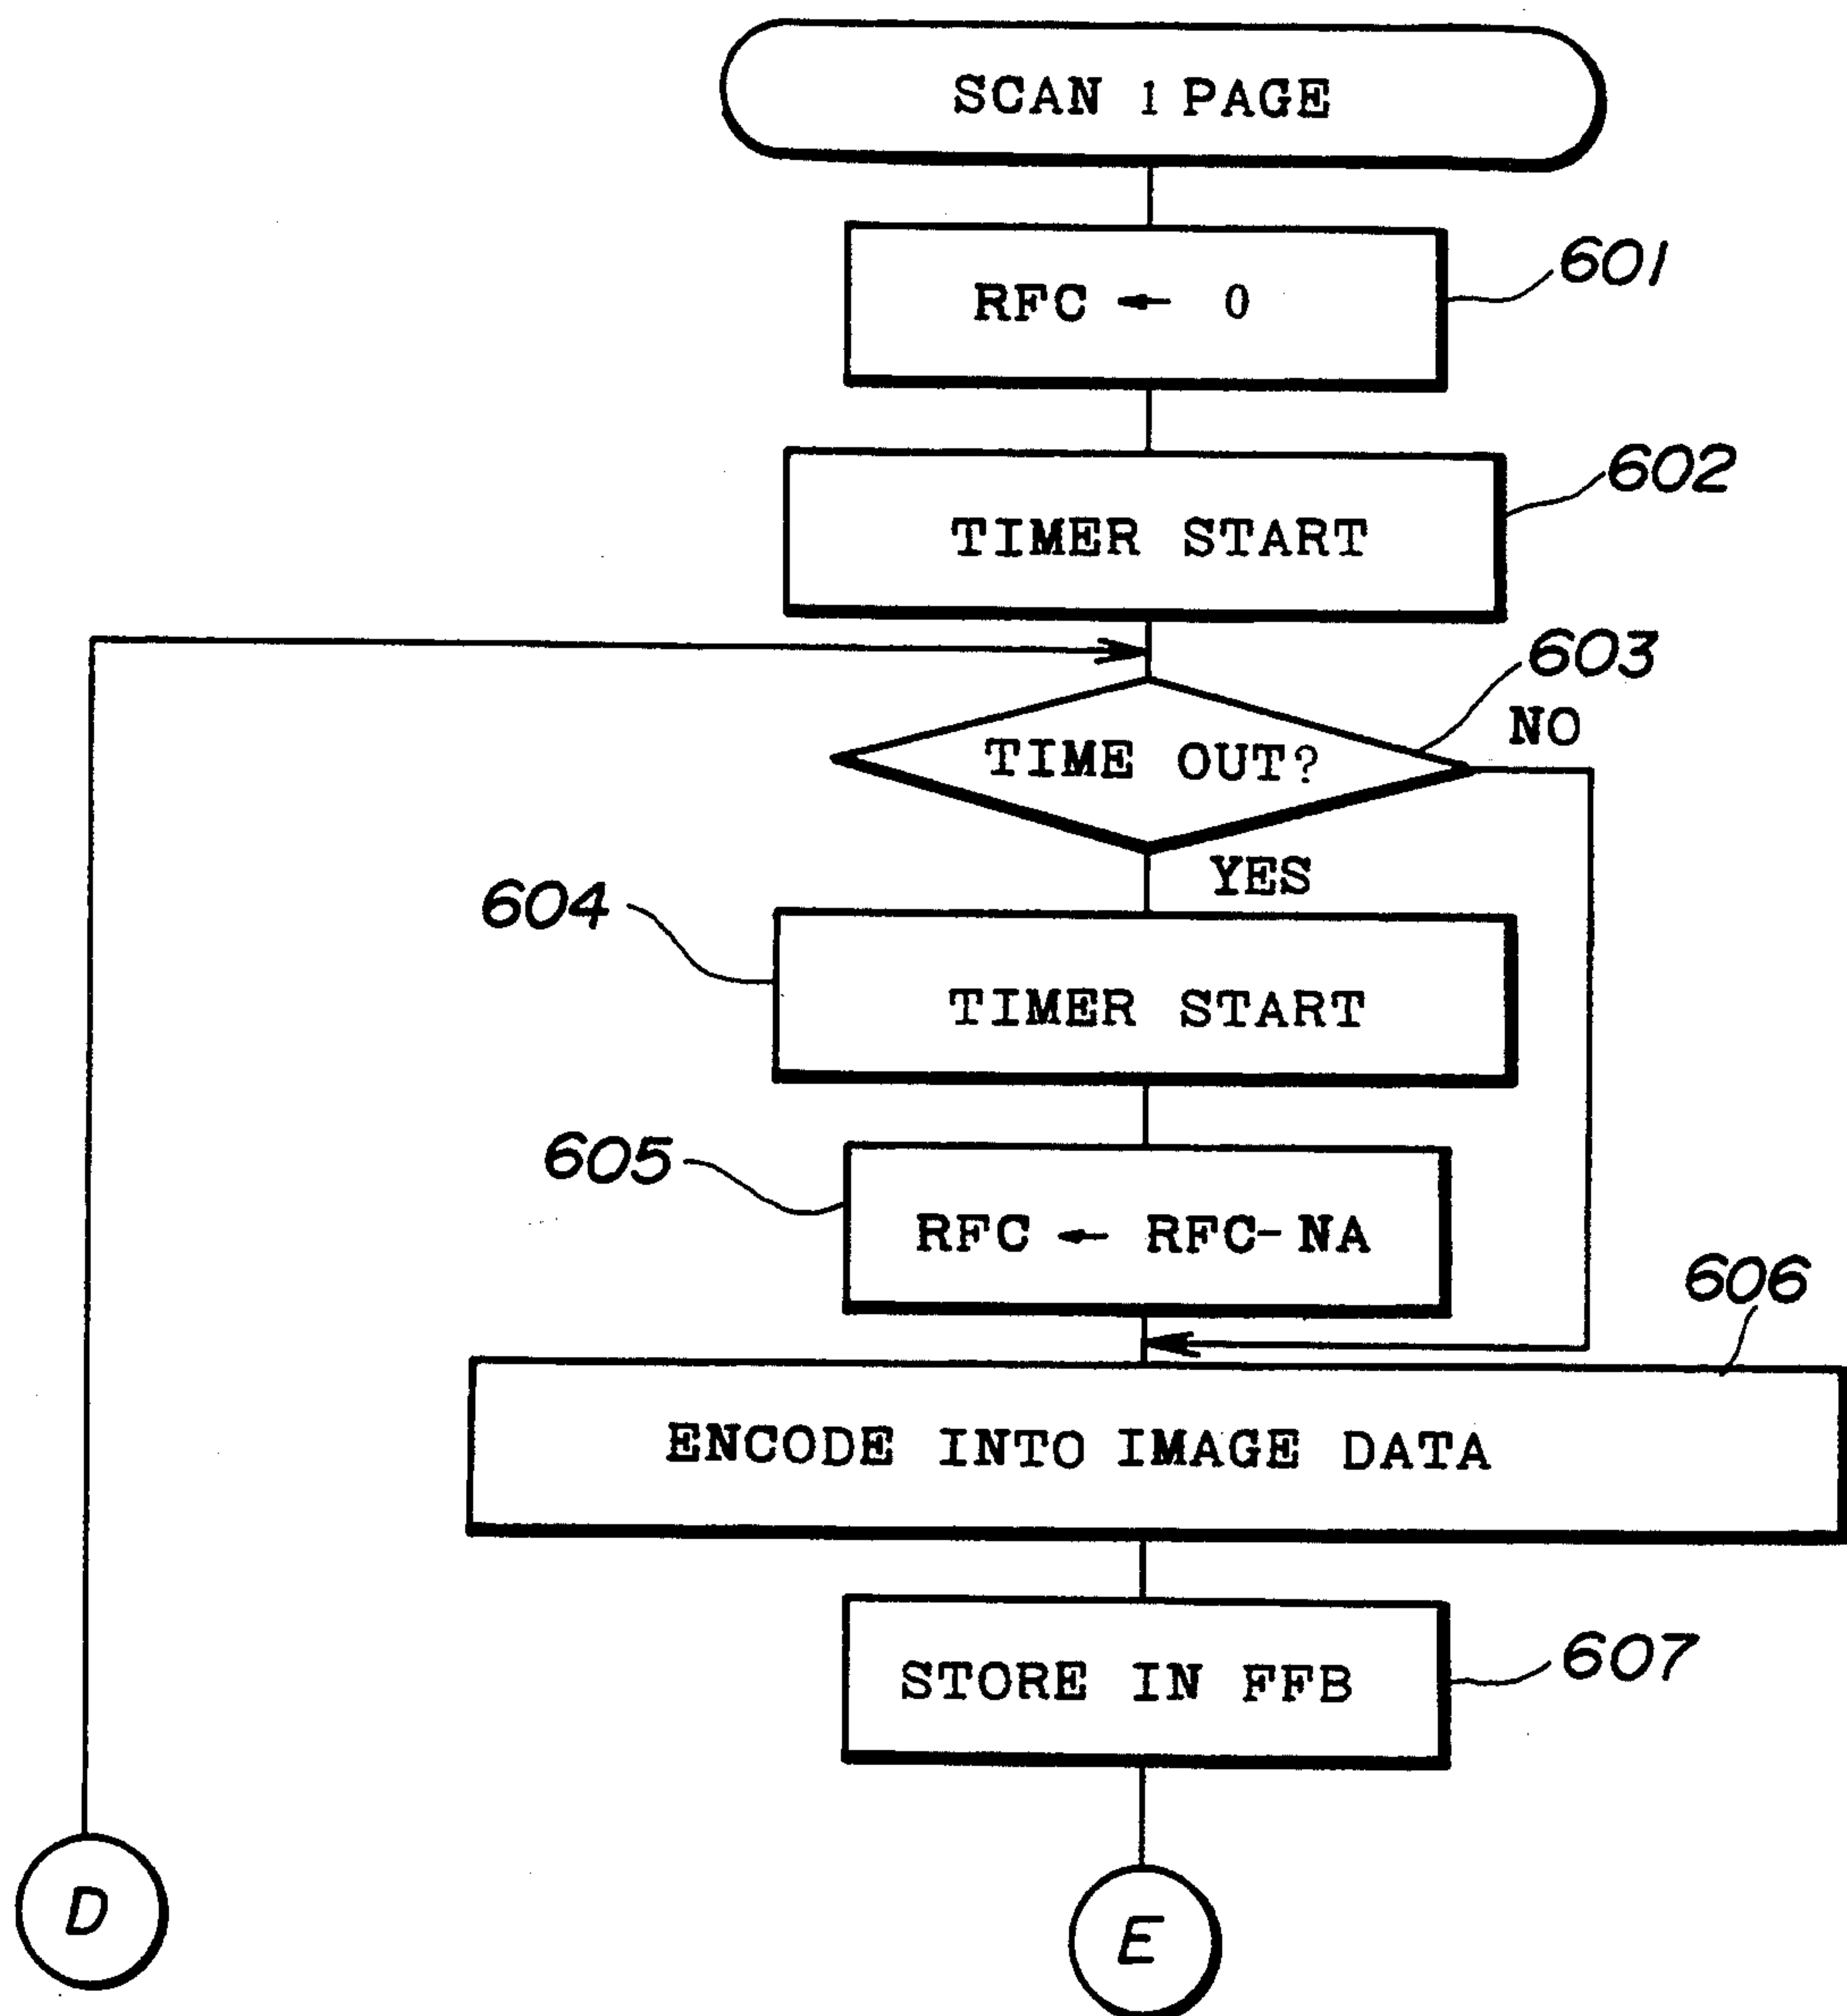 SCAN 1 PAGE
601
RFC ← 0
602
TIMER START
603
NO
TIME OUT?
YES
604
TIMER START
605
RFC ← RFC-NA
606
ENCODE INTO IMAGE DATA
607
STORE IN FFB
D
E